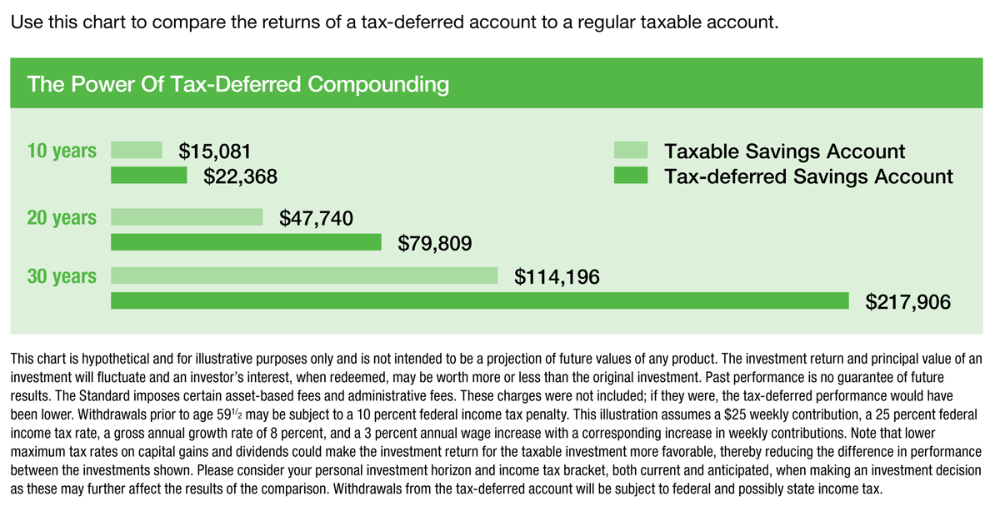 Use this chart to compare the returns of a tax-deferred account to a regular taxable account.
The Power Of Tax-Deferred Compounding
10 years
$15,081
$22,368
Taxable Savings Account
Tax-deferred Savings Account
20 years
$47,740
$79,809
30 years
$114,196
$217,906
This chart is hypothetical and for illustrative purposes only and is not intended to be a projection of future values of any product. The investment return and principal value of an
investment will fluctuate and an investor’s interest, when redeemed, may be worth more or less than the original investment. Past performance is no guarantee of future
results. The Standard imposes certain asset-based fees and administrative fees. These charges were not included; if they were, the tax-deferred performance would have
been lower. Withdrawals prior to age 59¹/₂ may be subject to a 10 percent federal income tax penalty. This illustration assumes a $25 weekly contribution, a 25 percent federal
income tax rate, a gross annual growth rate of 8 percent, and a 3 percent annual wage increase with a corresponding increase in weekly contributions. Note that lower
maximum tax rates on capital gains and dividends could make the investment return for the taxable investment more favorable, thereby reducing the difference in performance
between the investments shown. Please consider your personal investment horizon and income tax bracket, both current and anticipated, when making an investment decision
as these may further affect the results of the comparison. Withdrawals from the tax-deferred account will be subject to federal and possibly state income tax.